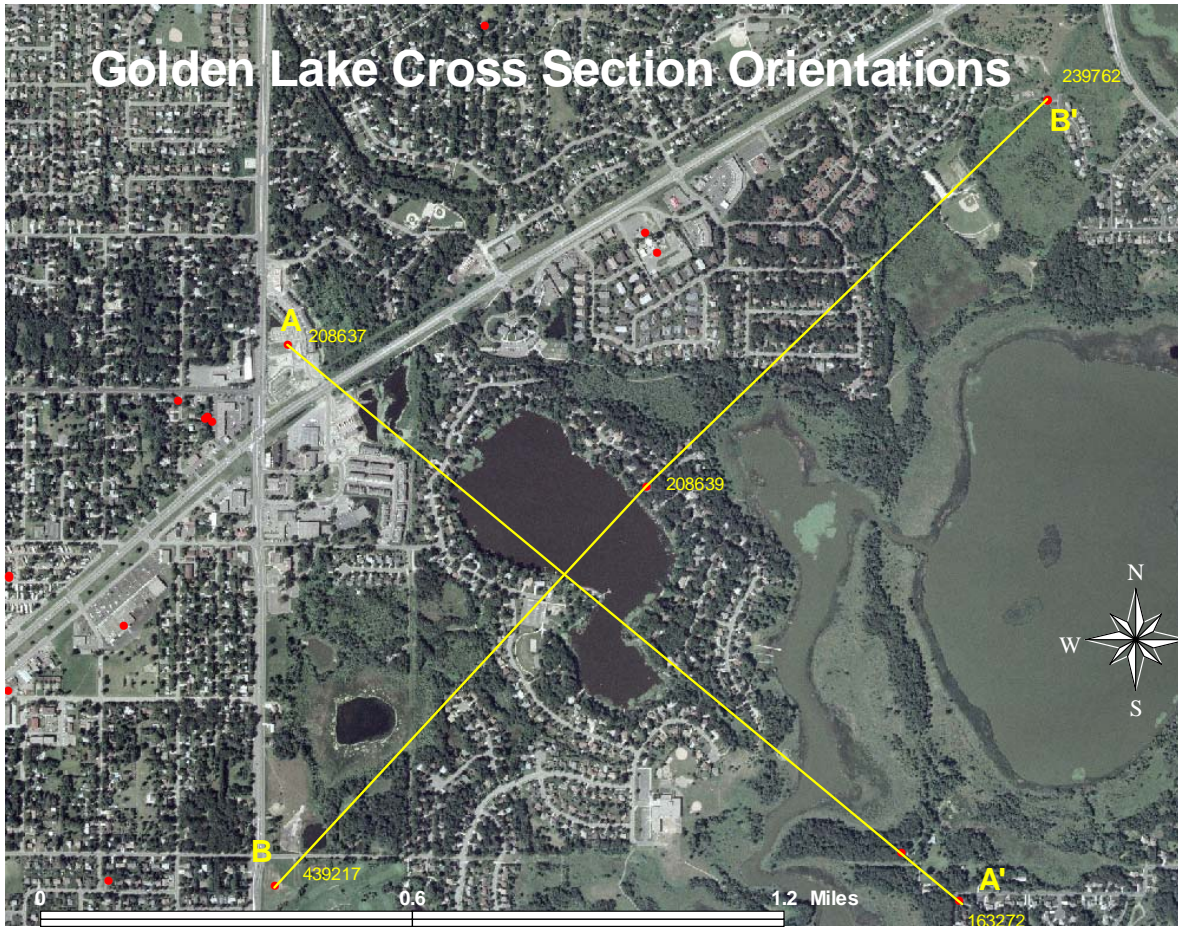 Golden Lake Cross Section Orientations
239762
B'
A
208637
208639
N
W
S
B
439217
A'
163272
0 0.6 1.2 Miles